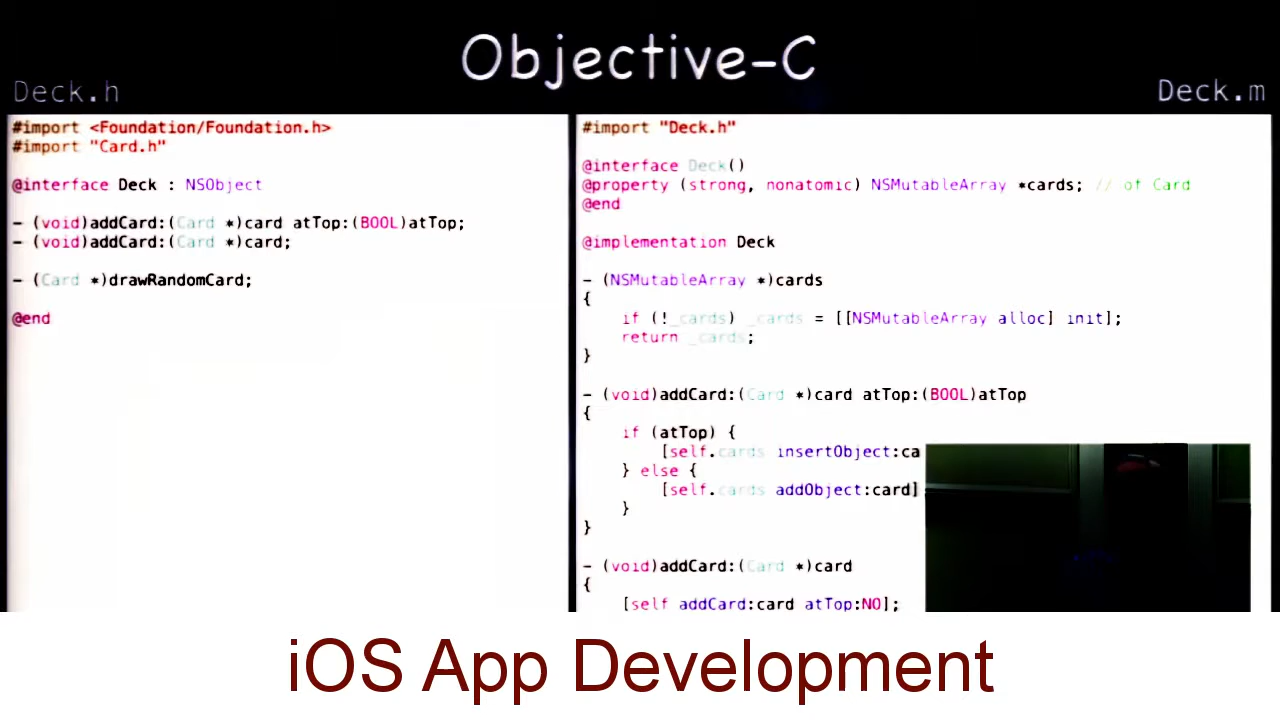 Objective-C
Deck.h
Deck.m
#import <Foundation/Foundation.h>
#import "Card.h"
@interface Deck : NSObject
- (void)addCard:(Card *)card atTop:(BOOL)atTop;
- (void)addCard:(Card *)card;
- (Card *)drawRandomCard;
@end
#import "Deck.h"
@interface Deck()
@property (strong, nonatomic) NSMutableArray *cards; // of Card
@end
@implementation Deck
- (NSMutableArray *)cards
{
if (!_cards) _cards = [[NSMutableArray alloc] init];
return _cards;
}
- (void)addCard:(Card *)card atTop:(BOOL)atTop
{
if (atTop) {
[self.cards insertObject:ca
} else {
[self.cards addObject:card]
}
}
- (void)addCard:(Card *)card
{
[self addCard:card atTop:NO];
iOS App Development